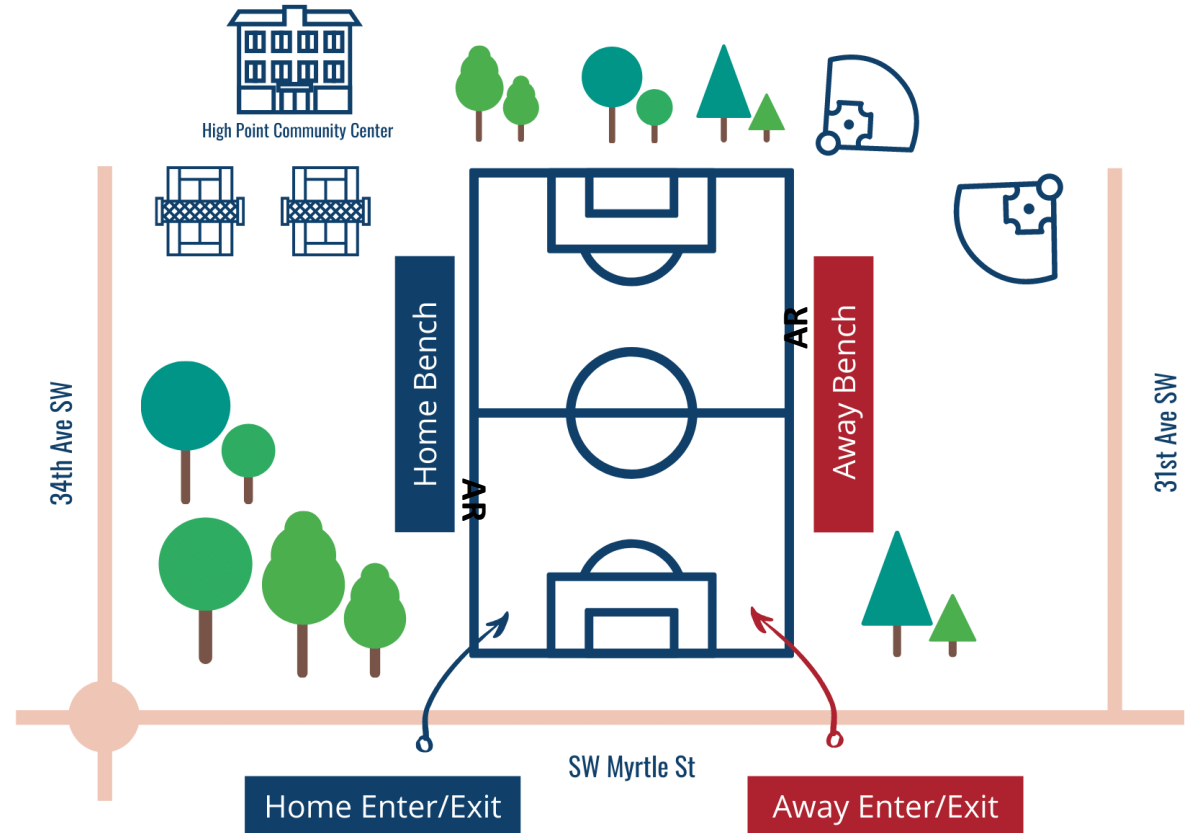 High Point Community Center
34th Ave SW
Home Bench
AR
AR
Away Bench
31st Ave SW
SW Myrtle St
Home Enter/Exit
Away Enter/Exit